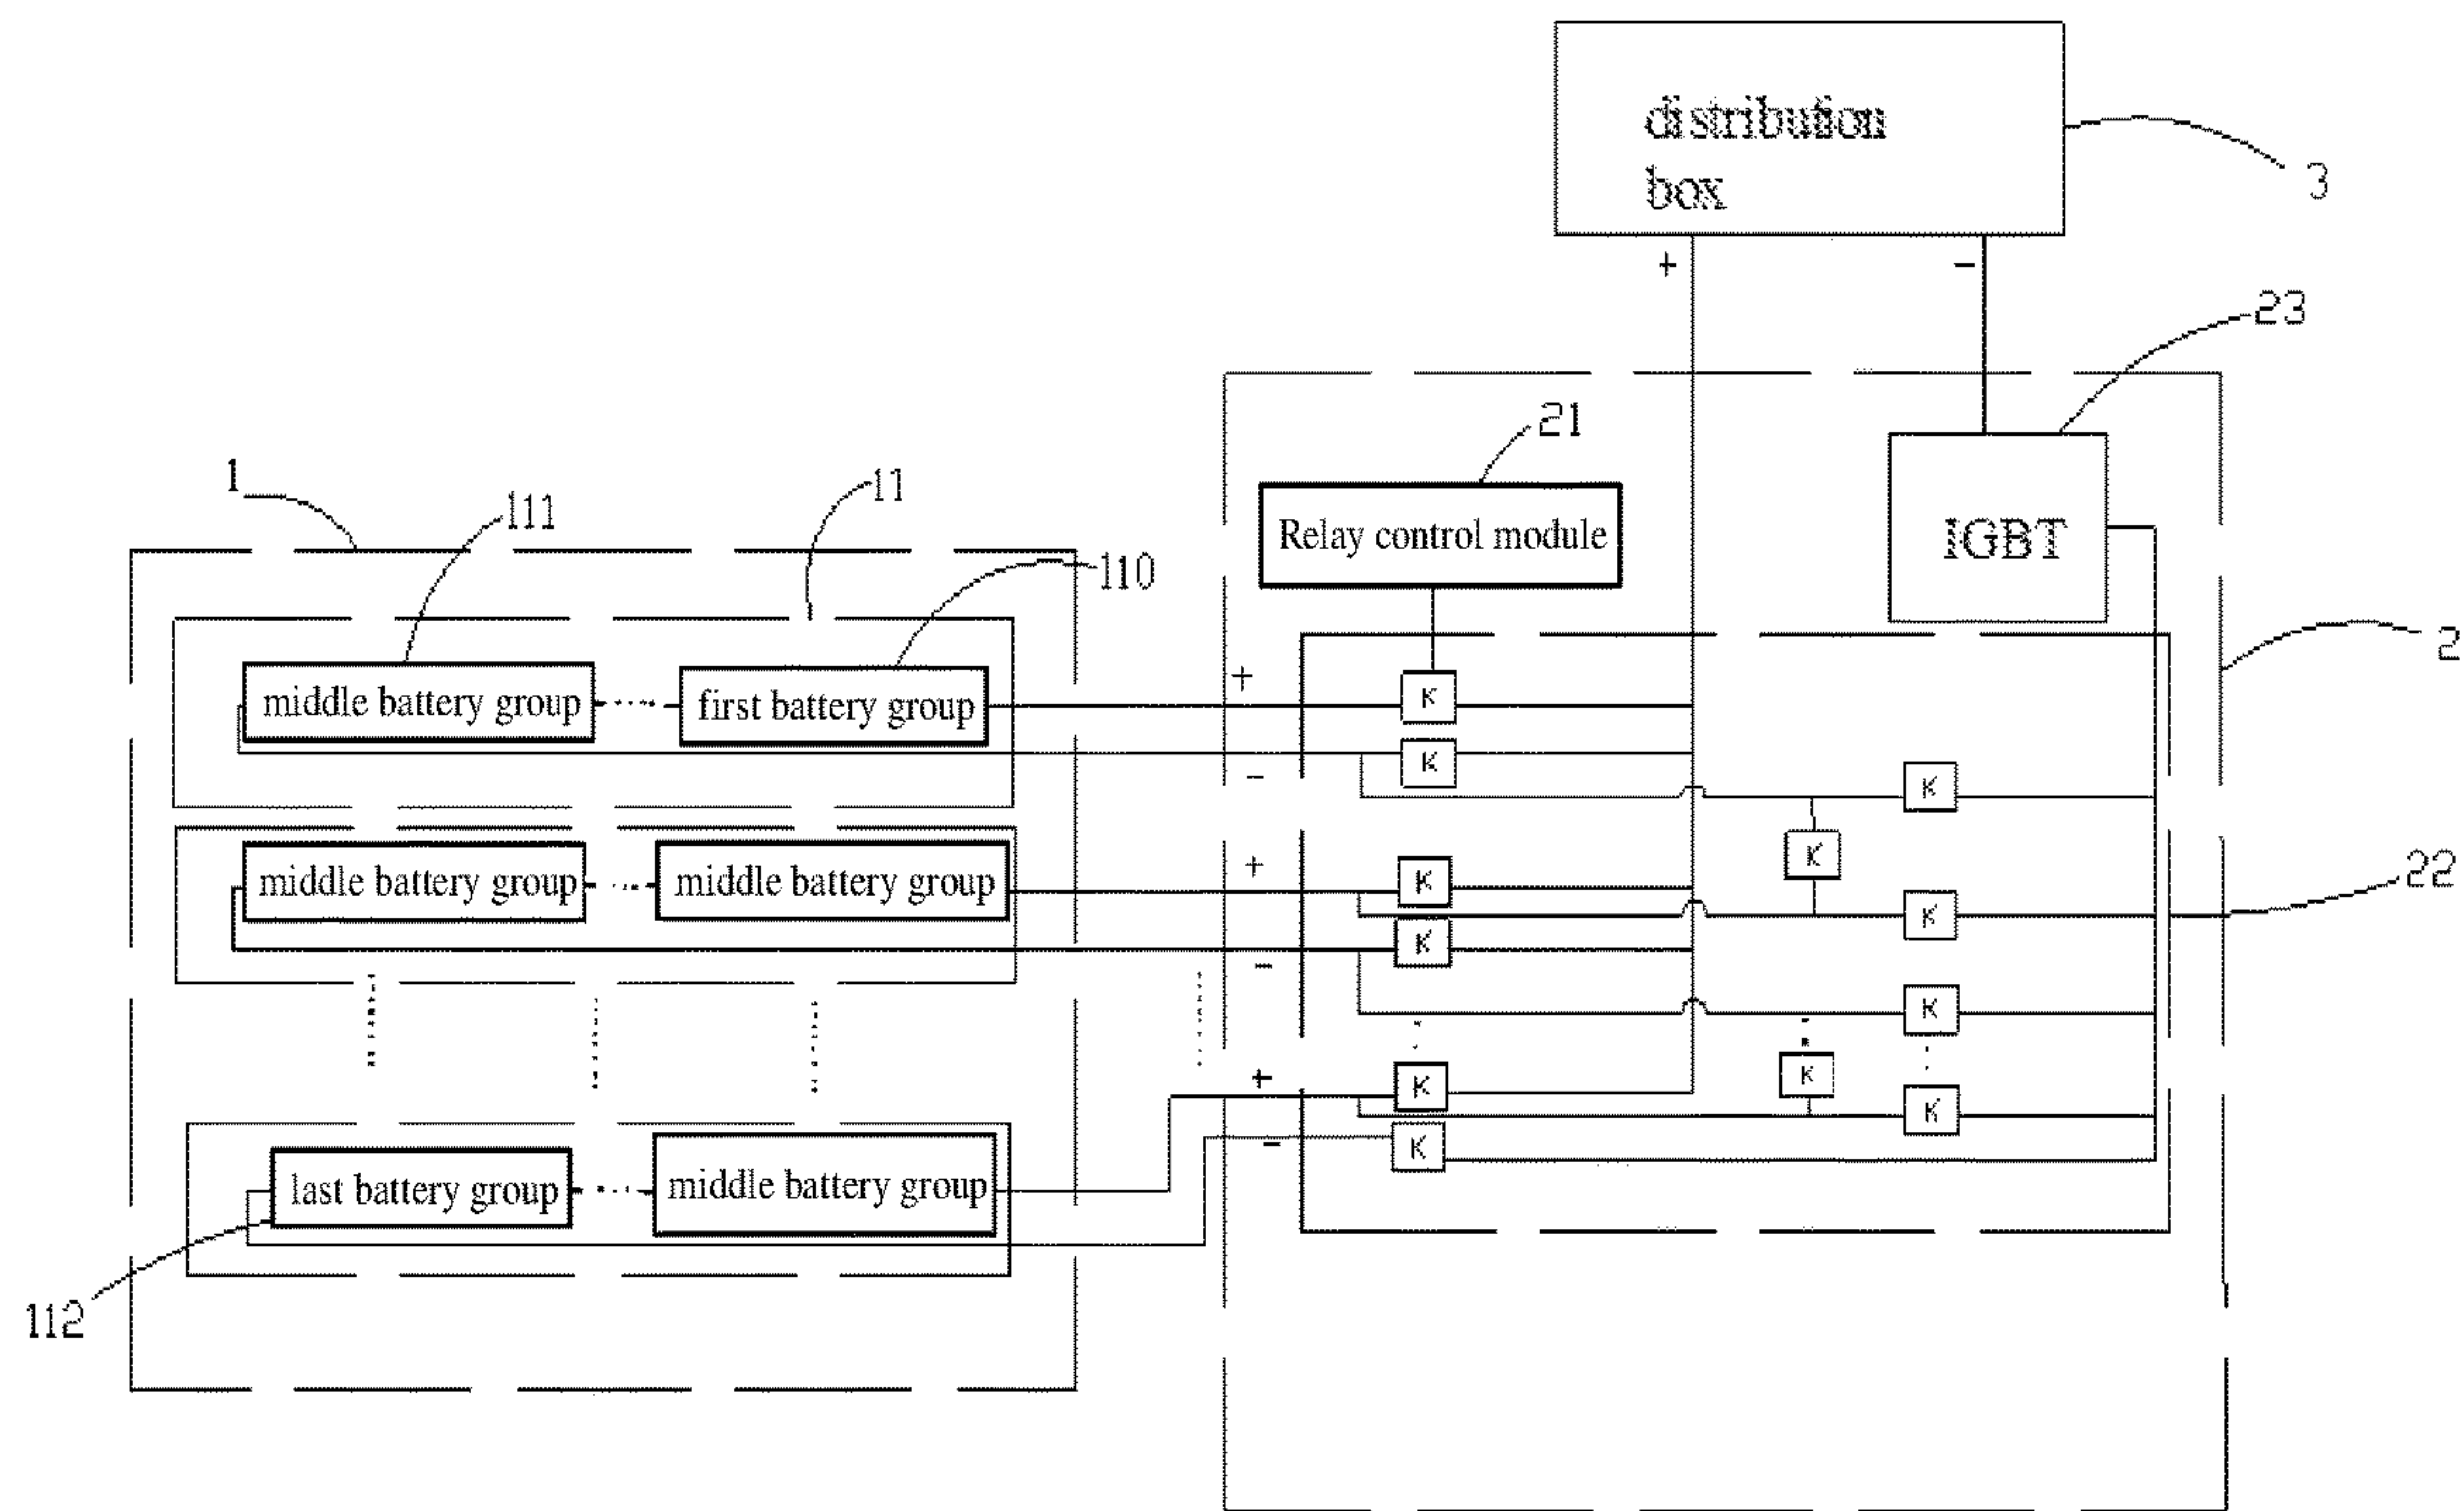 distribution
box
3
+
-
23
21
1
111
11
110
Relay control module
IGBT
2
middle battery group
first battery group
+
K
-
K
K
K
middle battery group
middle battery group
+
K
K
22
-
K
K
+
K
K
K
last battery group
middle battery group
-
K
112